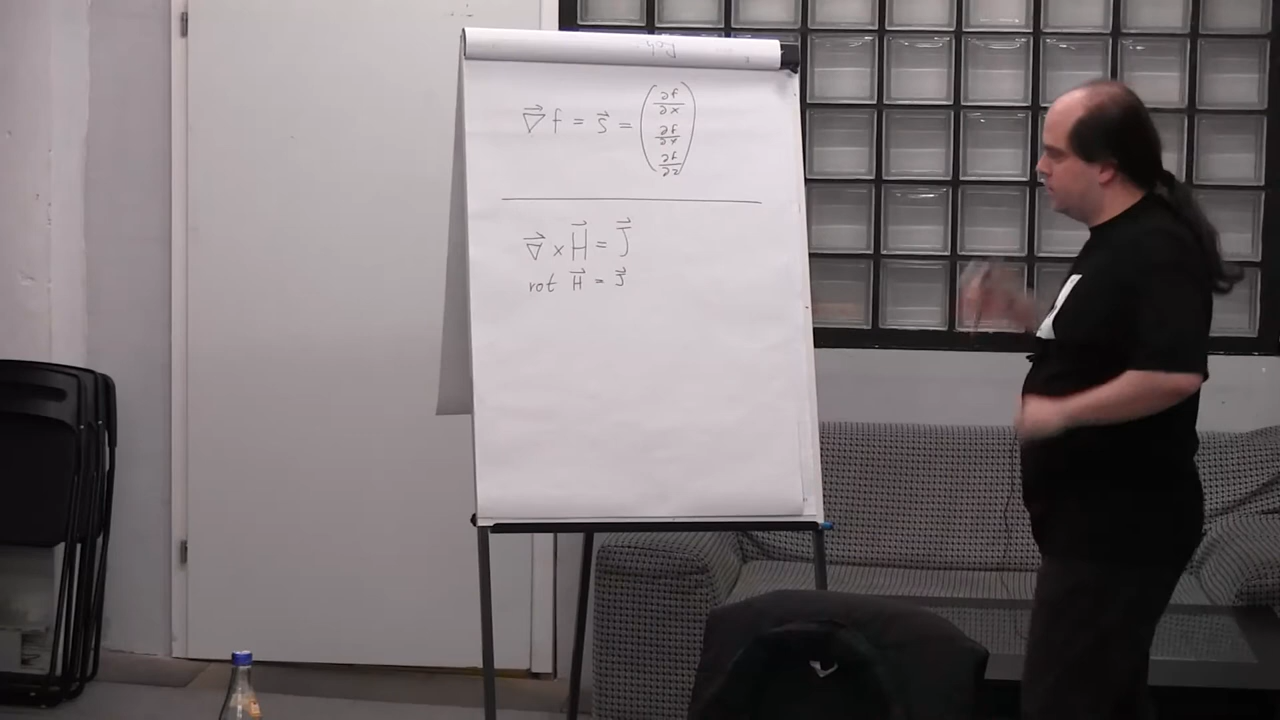 ∇⃗ f = s⃗ = (∂f/∂x ∂f/∂y ∂f/∂z)
∇⃗ × H⃗ = J⃗
rot H⃗ = J⃗